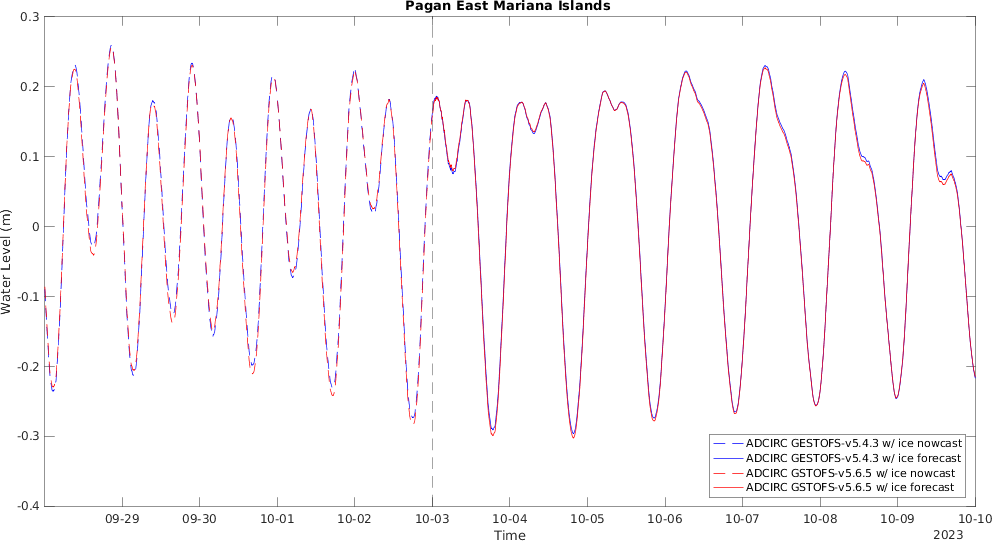 Pagan East Mariana Islands
Water Level (m)
0.3
0.2
0.1
0
-0.1
-0.2
-0.3
-0.4
ADCIRC GESTOFS-v5.4.3 w/ ice nowcast
ADCIRC GESTOFS-v5.4.3 w/ ice forecast
ADCIRC GSTOFS-v5.6.5 w/ ice nowcast
ADCIRC GSTOFS-v5.6.5 w/ ice forecast
09-29 09-30 10-01 10-02 10-03 10-04 10-05 10-06 10-07 10-08 10-09 10-10
Time
2023